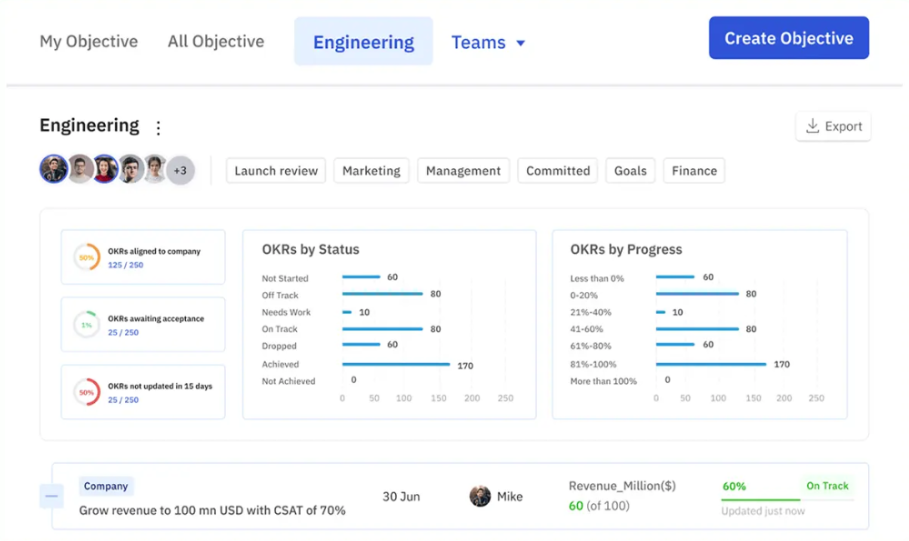 My Objective All Objective Engineering Teams Create Objective
Engineering
Export
+3 Launch review Marketing Management Committed Goals Finance
50% OKRs aligned to company
125 / 250
1% OKRs awaiting acceptance
25 / 250
50% OKRs not updated in 15 days
25 / 250
OKRs by Status
Not Started 60
Off Track 80
Needs Work 10
On Track 80
Dropped 60
Achieved 170
Not Achieved 0
0 50 100 150 200 250
OKRs by Progress
Less than 0% 60
0-20% 80
21%-40% 10
41-60% 80
61%-80% 60
81%-100% 170
More than 100% 0
0 50 100 150 200 250
Company
Grow revenue to 100 mn USD with CSAT of 70%
30 Jun
Mike
Revenue_Million($)
60 (of 100)
60% On Track
Updated just now